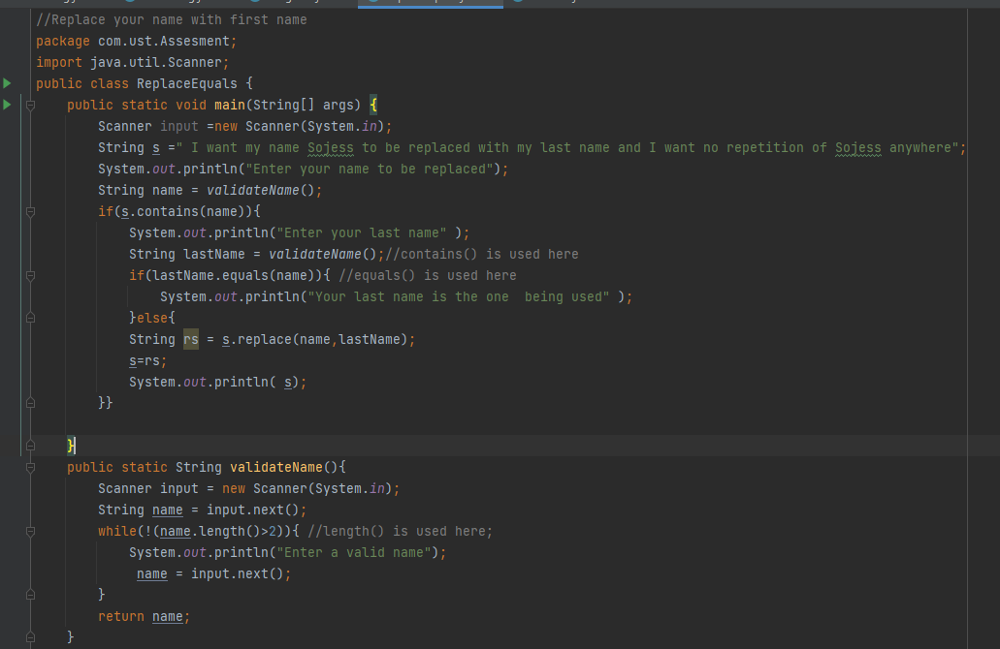 //Replace your name with first name
package com.ust.Assesment;
import java.util.Scanner;
public class ReplaceEquals {
    public static void main(String[] args) {
        Scanner input =new Scanner(System.in);
        String s =" I want my name Sojess to be replaced with my last name and I want no repetition of Sojess anywhere";
        System.out.println("Enter your name to be replaced");
        String name = validateName();
        if(s.contains(name)){
            System.out.println("Enter your last name" );
            String lastName = validateName();//contains() is used here
            if(lastName.equals(name)){ //equals() is used here
                System.out.println("Your last name is the one  being used" );
            }else{
            String rs = s.replace(name,lastName);
            s=rs;
            System.out.println( s);
        }}
    }
    public static String validateName(){
        Scanner input = new Scanner(System.in);
        String name = input.next();
        while(!(name.length()>2)){ //length() is used here;
            System.out.println("Enter a valid name");
             name = input.next();
        }
        return name;
    }